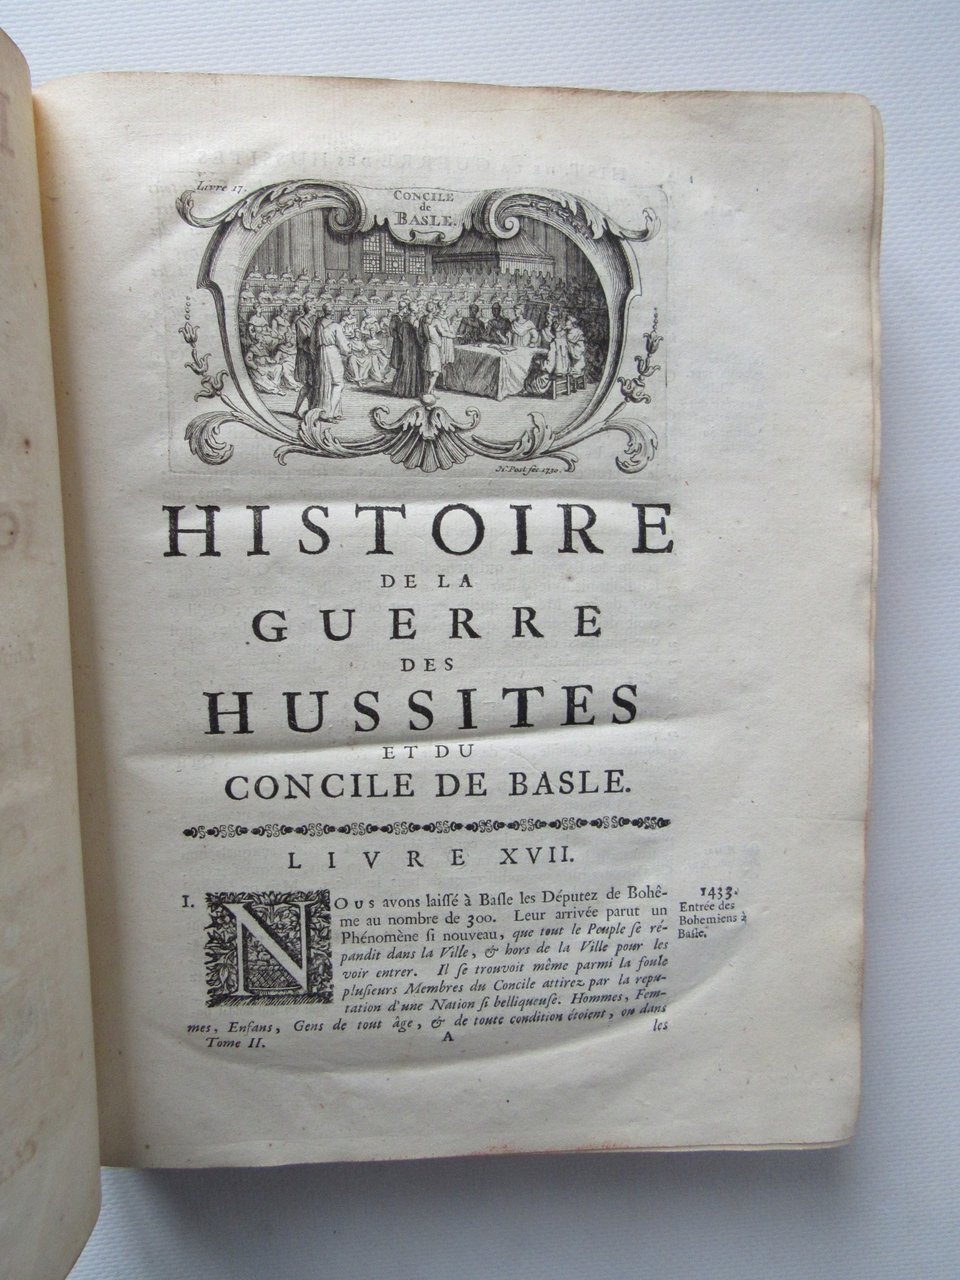 Livre 17.
CONCILE
de
BASLE.
N. Post fec. 1730.
HISTOIRE
DE LA
GUERRE
DES
HUSSITES
ET DU
CONCILE DE BASLE.
LIVRE XVII.
I. NOUS avons laiſſé à Baſle les Députez de Bohê-
me au nombre de 300. Leur arrivée parut un
Phénomène ſi nouveau, que tout le Peuple ſe ré-
pandit dans la Ville, & hors de la Ville pour les
voir entrer. Il ſe trouvoit même parmi la foule
pluſieurs Membres du Concile attirez par la repu-
tation d'une Nation ſi belliqueuſe. Hommes, Fem-
mes, Enfans, Gens de tout âge, & de toute condition étoient, ou dans
Tome II. A les
1433.
Entrée des
Bohemiens à
Baſle.